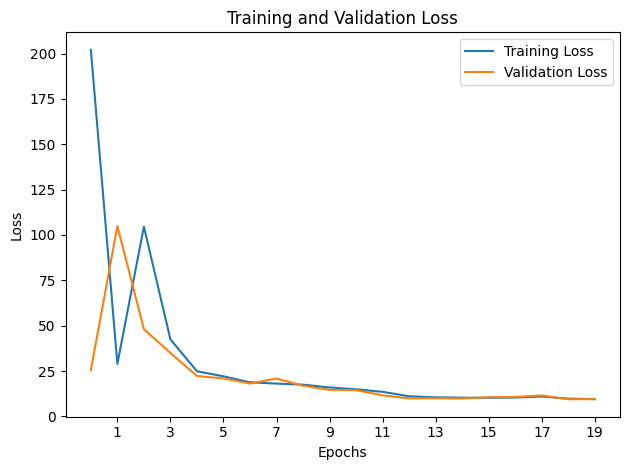 Training and Validation Loss
Training Loss
Validation Loss
200
175
150
125
100
75
50
25
0
Loss
1 3 5 7 9 11 13 15 17 19
Epochs